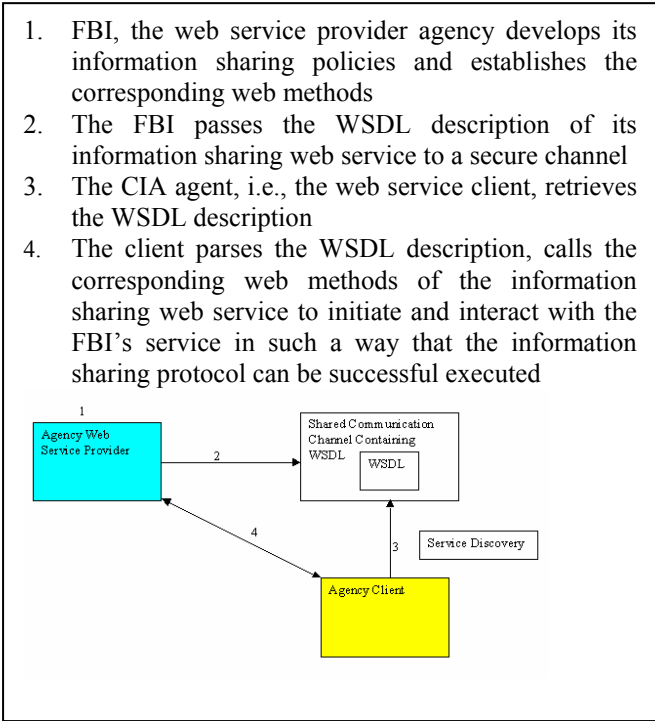 1. FBI, the web service provider agency develops its
information sharing policies and establishes the
corresponding web methods
2. The FBI passes the WSDL description of its
information sharing web service to a secure channel
3. The CIA agent, i.e., the web service client, retrieves
the WSDL description
4. The client parses the WSDL description, calls the
corresponding web methods of the information
sharing web service to initiate and interact with the
FBI’s service in such a way that the information
sharing protocol can be successful executed
1
Agency Web
Service Provider
2
Shared Communication
Channel Containing
WSDL
WSDL
4
3
Service Discovery
Agency Client